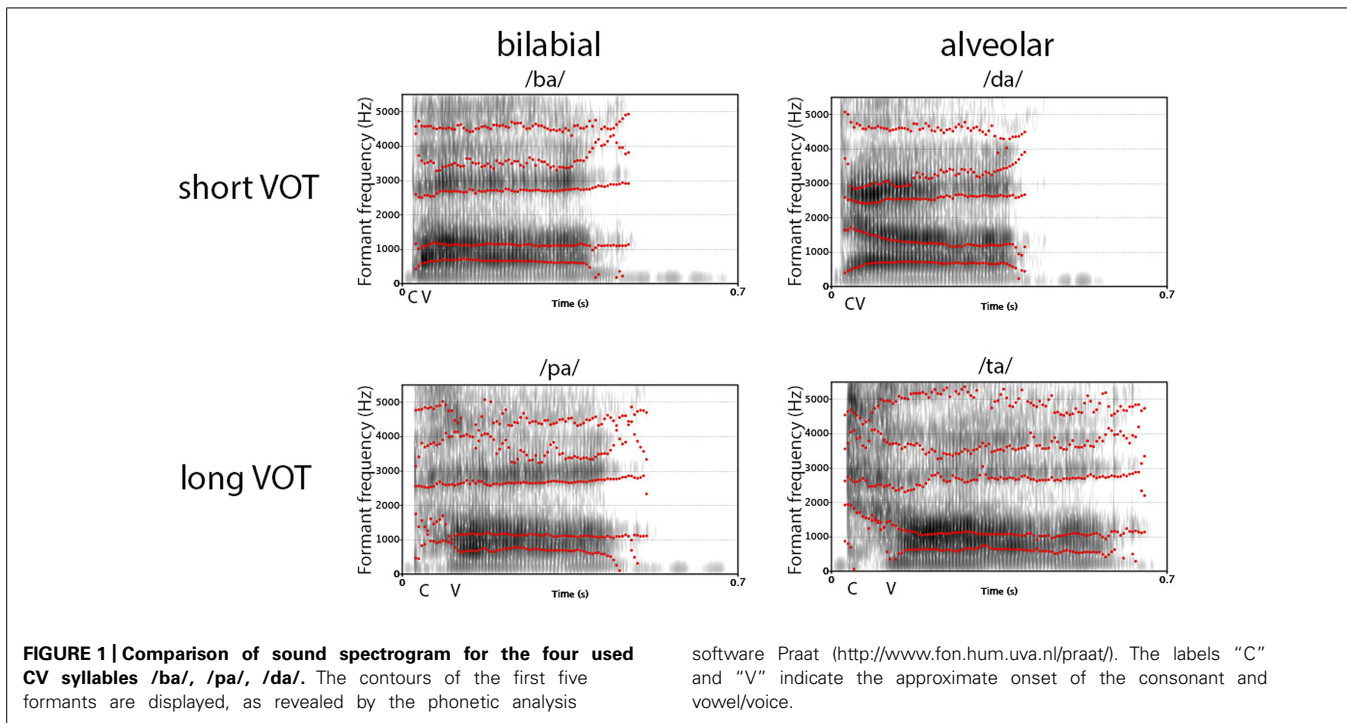 bilabial
alveolar
/ba/
/da/
short VOT
Formant frequency (Hz)
5000
4000
3000
2000
1000
0
0
0.7
C V
Time (s)
Formant frequency (Hz)
5000
4000
3000
2000
1000
0
0
0.7
CV
Time (s)
/pa/
/ta/
long VOT
Formant frequency (Hz)
5000
4000
3000
2000
1000
0
0
0.7
C V
Time (s)
Formant frequency (Hz)
5000
4000
3000
2000
1000
0
0
0.7
C V
Time (s)
FIGURE 1 | Comparison of sound spectrogram for the four used
CV syllables /ba/, /pa/, /da/. The contours of the first five
formants are displayed, as revealed by the phonetic analysis
software Praat (http://www.fon.hum.uva.nl/praat/). The labels “C”
and “V” indicate the approximate onset of the consonant and
vowel/voice.